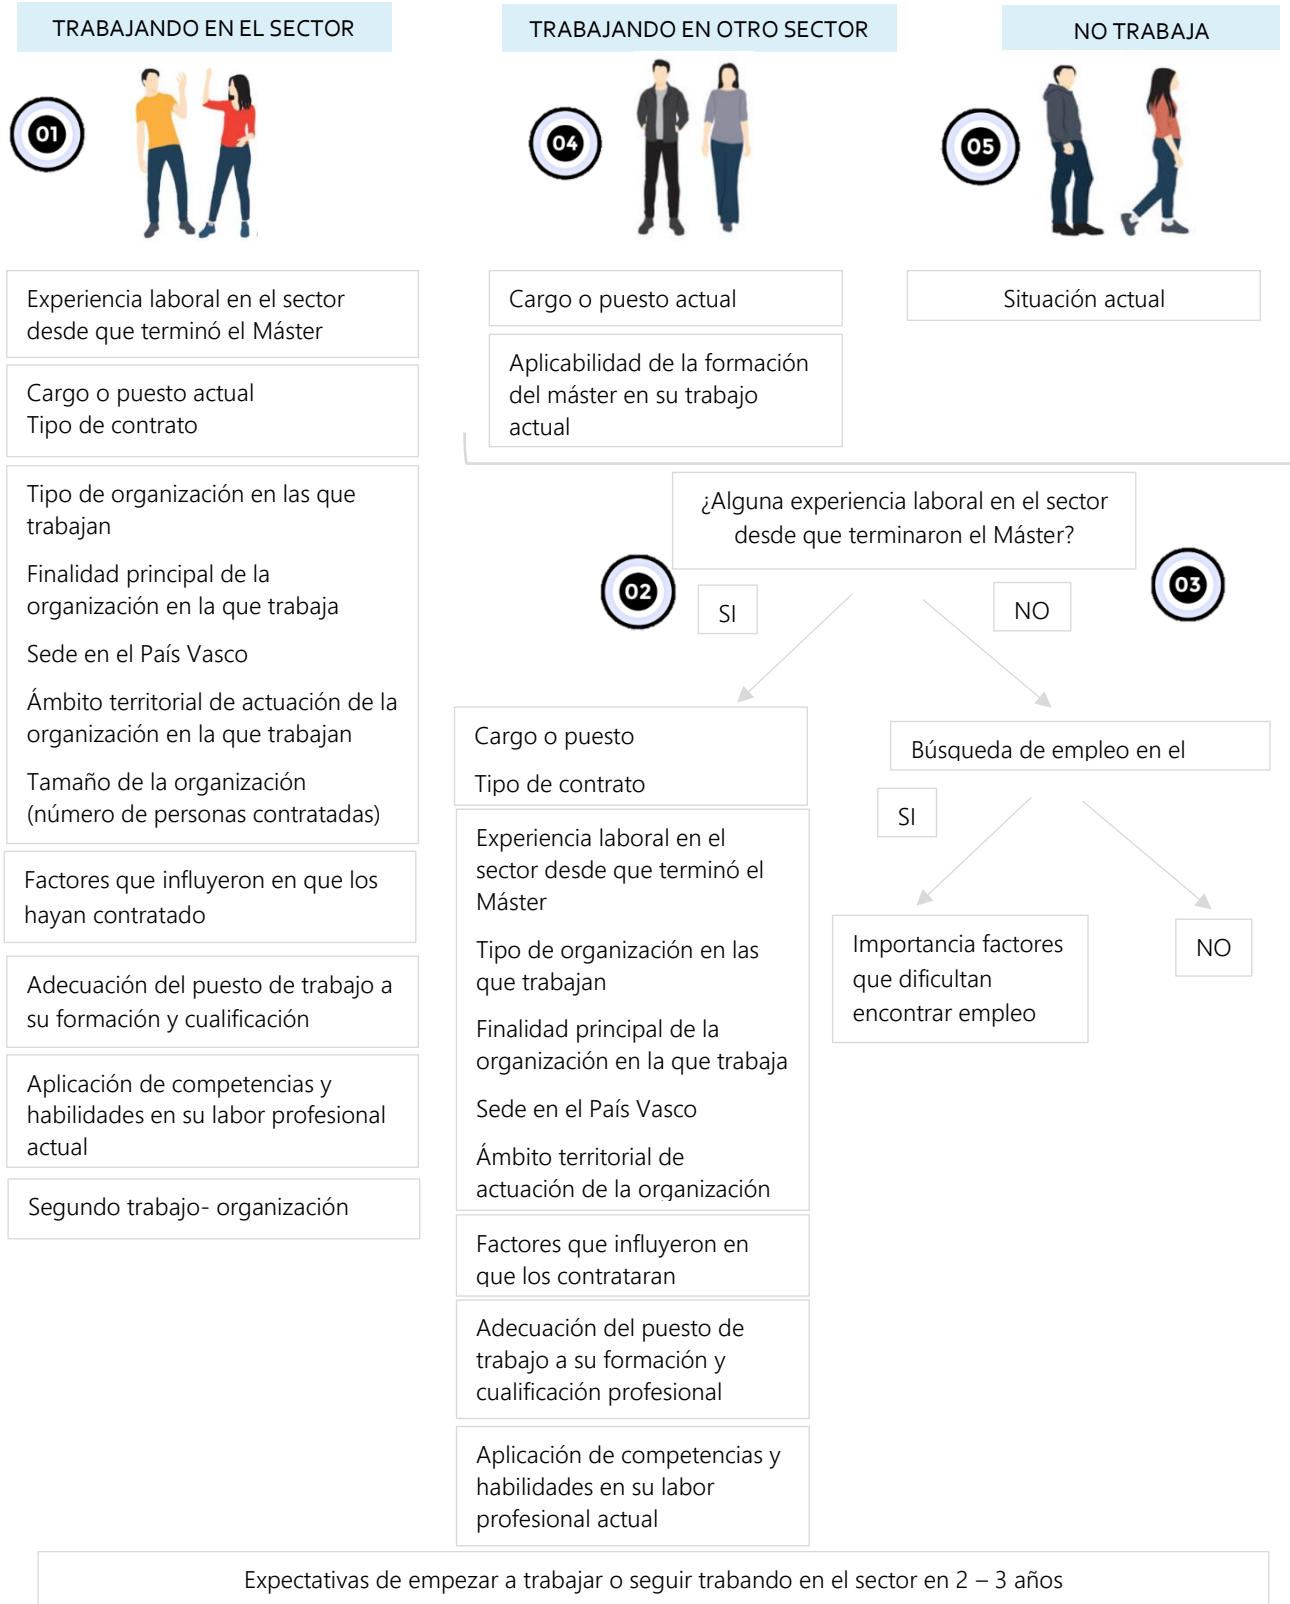 TRABAJANDO EN EL SECTOR
TRABAJANDO EN OTRO SECTOR
NO TRABAJA
01
04
05
Experiencia laboral en el sector
desde que terminó el Máster
Cargo o puesto actual
Tipo de contrato
Tipo de organización en las que
trabajan
Finalidad principal de la
organización en la que trabaja
Sede en el País Vasco
Ámbito territorial de actuación de la
organización en la que trabajan
Tamaño de la organización
(número de personas contratadas)
Factores que influyeron en que los
hayan contratado
Adecuación del puesto de trabajo a
su formación y cualificación
Aplicación de competencias y
habilidades en su labor profesional
actual
Segundo trabajo- organización
Cargo o puesto actual
Aplicabilidad de la formación
del máster en su trabajo
actual
Situación actual
¿Alguna experiencia laboral en el sector
desde que terminaron el Máster?
02
SI
NO
03
Cargo o puesto
Tipo de contrato
Experiencia laboral en el
sector desde que terminó el
Máster
Tipo de organización en las
que trabajan
Finalidad principal de la
organización en la que trabaja
Sede en el País Vasco
Ámbito territorial de
actuación de la organización
Factores que influyeron en
que los contrataran
Adecuación del puesto de
trabajo a su formación y
cualificación profesional
Aplicación de competencias y
habilidades en su labor
profesional actual
Búsqueda de empleo en el
SI
Importancia factores
que dificultan
encontrar empleo
NO
Expectativas de empezar a trabajar o seguir trabando en el sector en 2 – 3 años